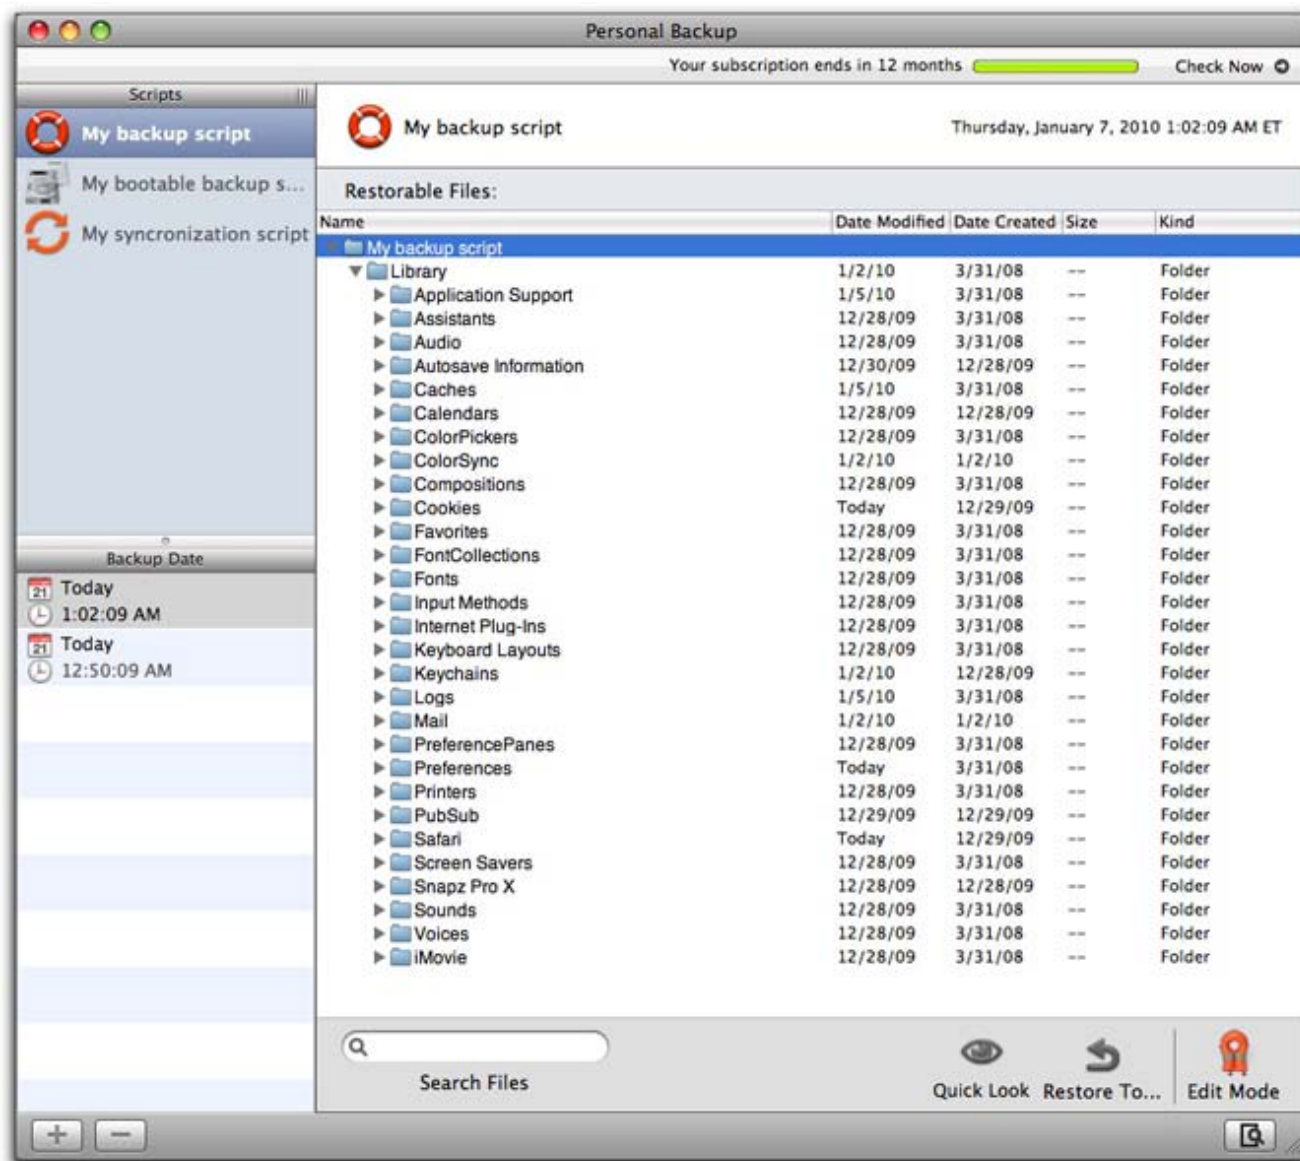 Personal Backup
Your subscription ends in 12 months Check Now
Scripts
My backup script
My bootable backup s...
My syncronization script
Backup Date
21 Today
1:02:09 AM
21 Today
12:50:09 AM
My backup script Thursday, January 7, 2010 1:02:09 AM ET
Restorable Files:
Name Date Modified Date Created Size Kind
My backup script
Library 1/2/10 3/31/08 -- Folder
Application Support 1/5/10 3/31/08 -- Folder
Assistants 12/28/09 3/31/08 -- Folder
Audio 12/28/09 3/31/08 -- Folder
Autosave Information 12/30/09 12/28/09 -- Folder
Caches 1/5/10 3/31/08 -- Folder
Calendars 12/28/09 12/28/09 -- Folder
ColorPickers 12/28/09 3/31/08 -- Folder
ColorSync 1/2/10 1/2/10 -- Folder
Compositions 12/28/09 3/31/08 -- Folder
Cookies Today 12/29/09 -- Folder
Favorites 12/28/09 3/31/08 -- Folder
FontCollections 12/28/09 3/31/08 -- Folder
Fonts 12/28/09 3/31/08 -- Folder
Input Methods 12/28/09 3/31/08 -- Folder
Internet Plug-Ins 12/28/09 3/31/08 -- Folder
Keyboard Layouts 12/28/09 3/31/08 -- Folder
Keychains 1/2/10 12/28/09 -- Folder
Logs 1/5/10 3/31/08 -- Folder
Mail 1/2/10 1/2/10 -- Folder
PreferencePanes 12/28/09 3/31/08 -- Folder
Preferences Today 3/31/08 -- Folder
Printers 12/28/09 3/31/08 -- Folder
PubSub 12/29/09 12/29/09 -- Folder
Safari Today 12/29/09 -- Folder
Screen Savers 12/28/09 3/31/08 -- Folder
Snapz Pro X 12/28/09 12/28/09 -- Folder
Sounds 12/28/09 3/31/08 -- Folder
Voices 12/28/09 3/31/08 -- Folder
iMovie 12/28/09 3/31/08 -- Folder
Search Files
Quick Look Restore To... Edit Mode